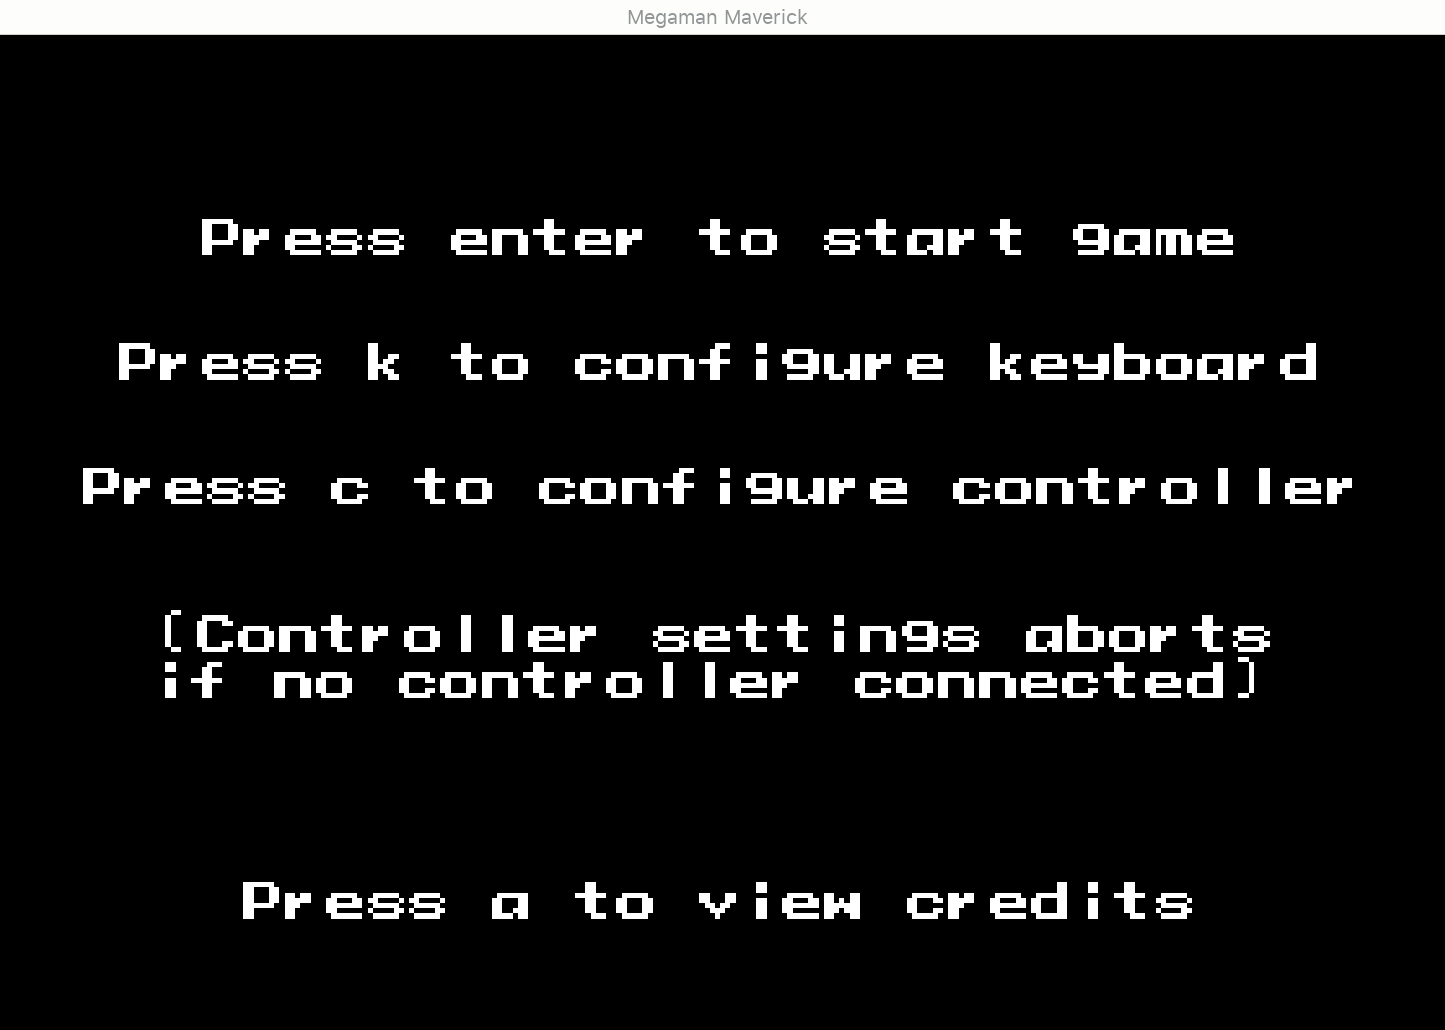 Megaman Maverick
Press enter to start game
Press k to configure keyboard
Press c to configure controller
(Controller settings aborts
if no controller connected)
Press a to view credits